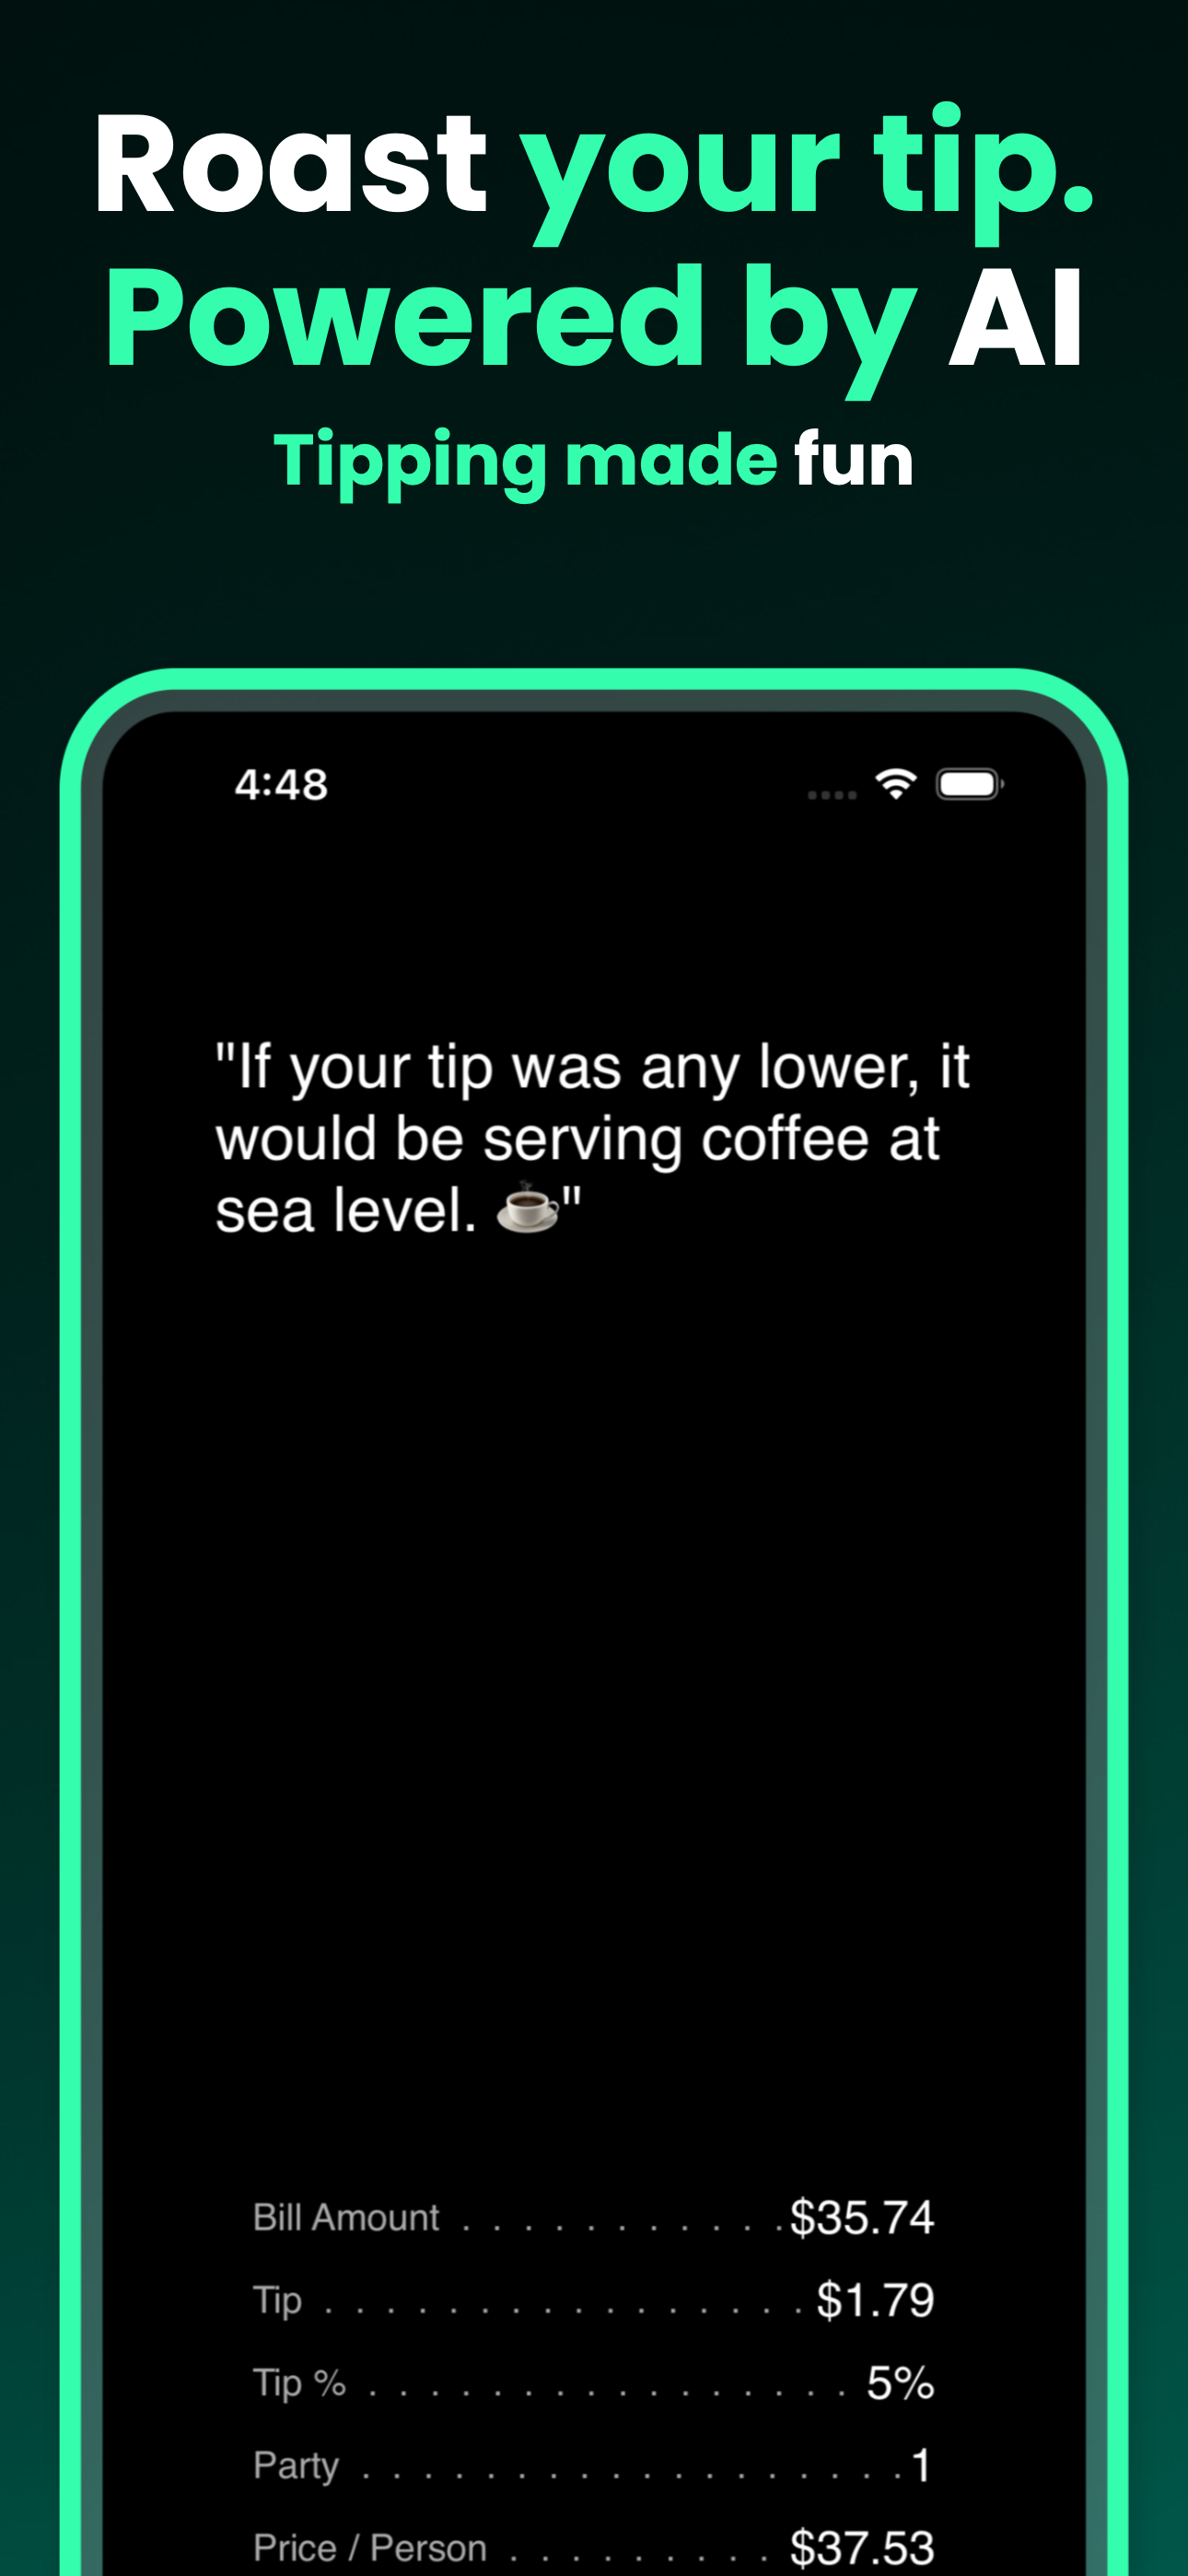 Roast your tip.
Powered by AI
Tipping made fun
4:48
"If your tip was any lower, it
would be serving coffee at
sea level. ☕"
Bill Amount . . . . . . . . . . . $35.74
Tip . . . . . . . . . . . . . . . . $1.79
Tip % . . . . . . . . . . . . . . . . 5%
Party . . . . . . . . . . . . . . . . . . 1
Price / Person . . . . . . . . . $37.53